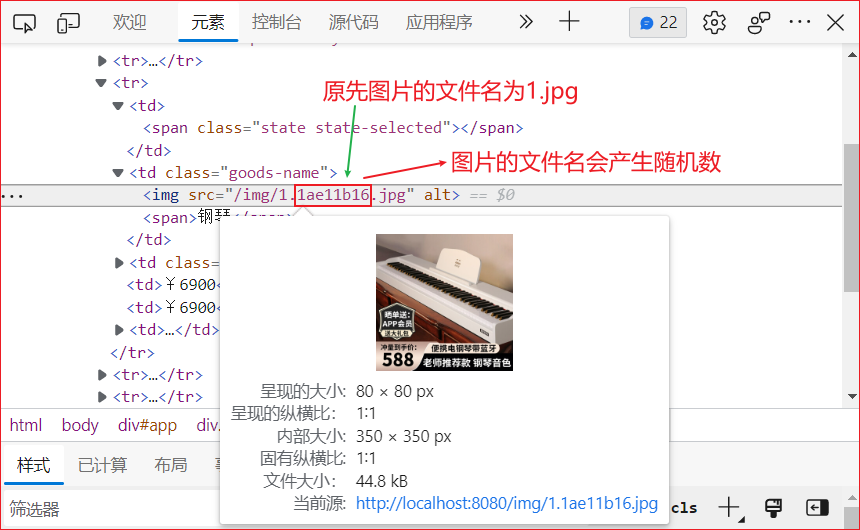 欢迎 元素 控制台 源代码 应用程序 22
<tr>…</tr>
<tr>
原先图片的文件名为1.jpg
<td>
<span class="state state-selected"></span>
</td>
图片的文件名会产生随机数
<td class="goods-name">
<img src="/img/1.1ae11b16.jpg" alt> == $0
<span>钢琴</span>
</td>
<td class=
<td>￥6900<
<td>￥6900<
<td>…</td>
</tr>
<tr>…</tr>
<tr>…</tr>
晒单送：
APP会员
送大礼包
冲量到手价：
588
便携电钢琴带蓝牙
老师推荐款 钢琴音色
呈现的大小: 80 × 80 px
呈现的纵横比： 1∶1
内部大小: 350 × 350 px
固有纵横比: 1∶1
文件大小： 44.8 kB
当前源: http://localhost:8080/img/1.1ae11b16.jpg
html body div#app div.
样式 已计算 布局
筛选器 cls